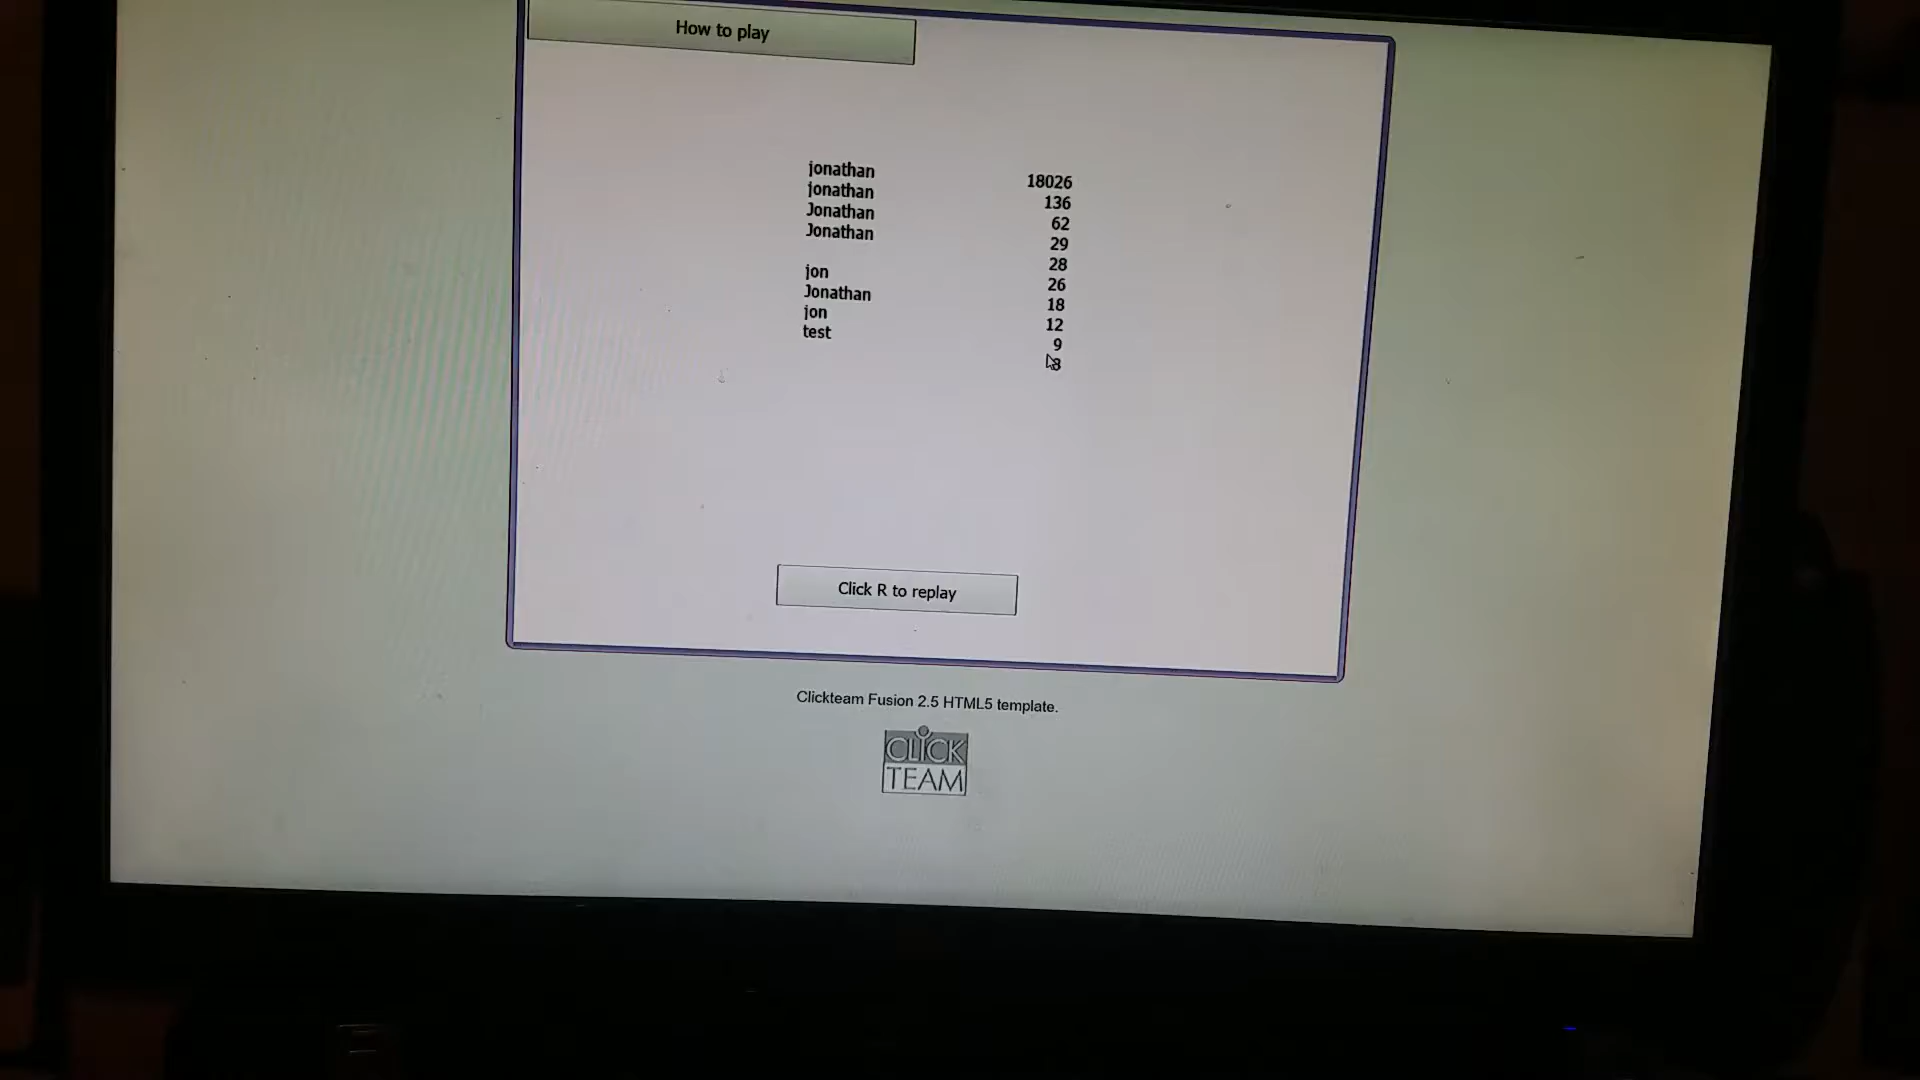 How to play
jonathan 18026
jonathan 136
Jonathan 62
Jonathan 29
28
jon 26
Jonathan 18
jon 12
test 9
8
Click R to replay
Clickteam Fusion 2.5 HTML5 template.
CLICK
TEAM